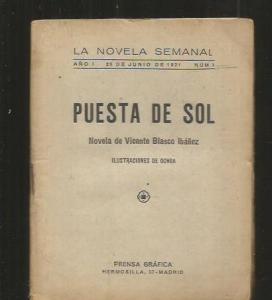 LA NOVELA SEMANAL
AÑO I 25 DE JUNIO DE 1921 NÚM 1
PUESTA DE SOL
Novela de Vicente Blasco Ibáñez
ILUSTRACIONES DE OCHOA
PRENSA GRÁFICA
HERMOSILLA, 57-MADRID